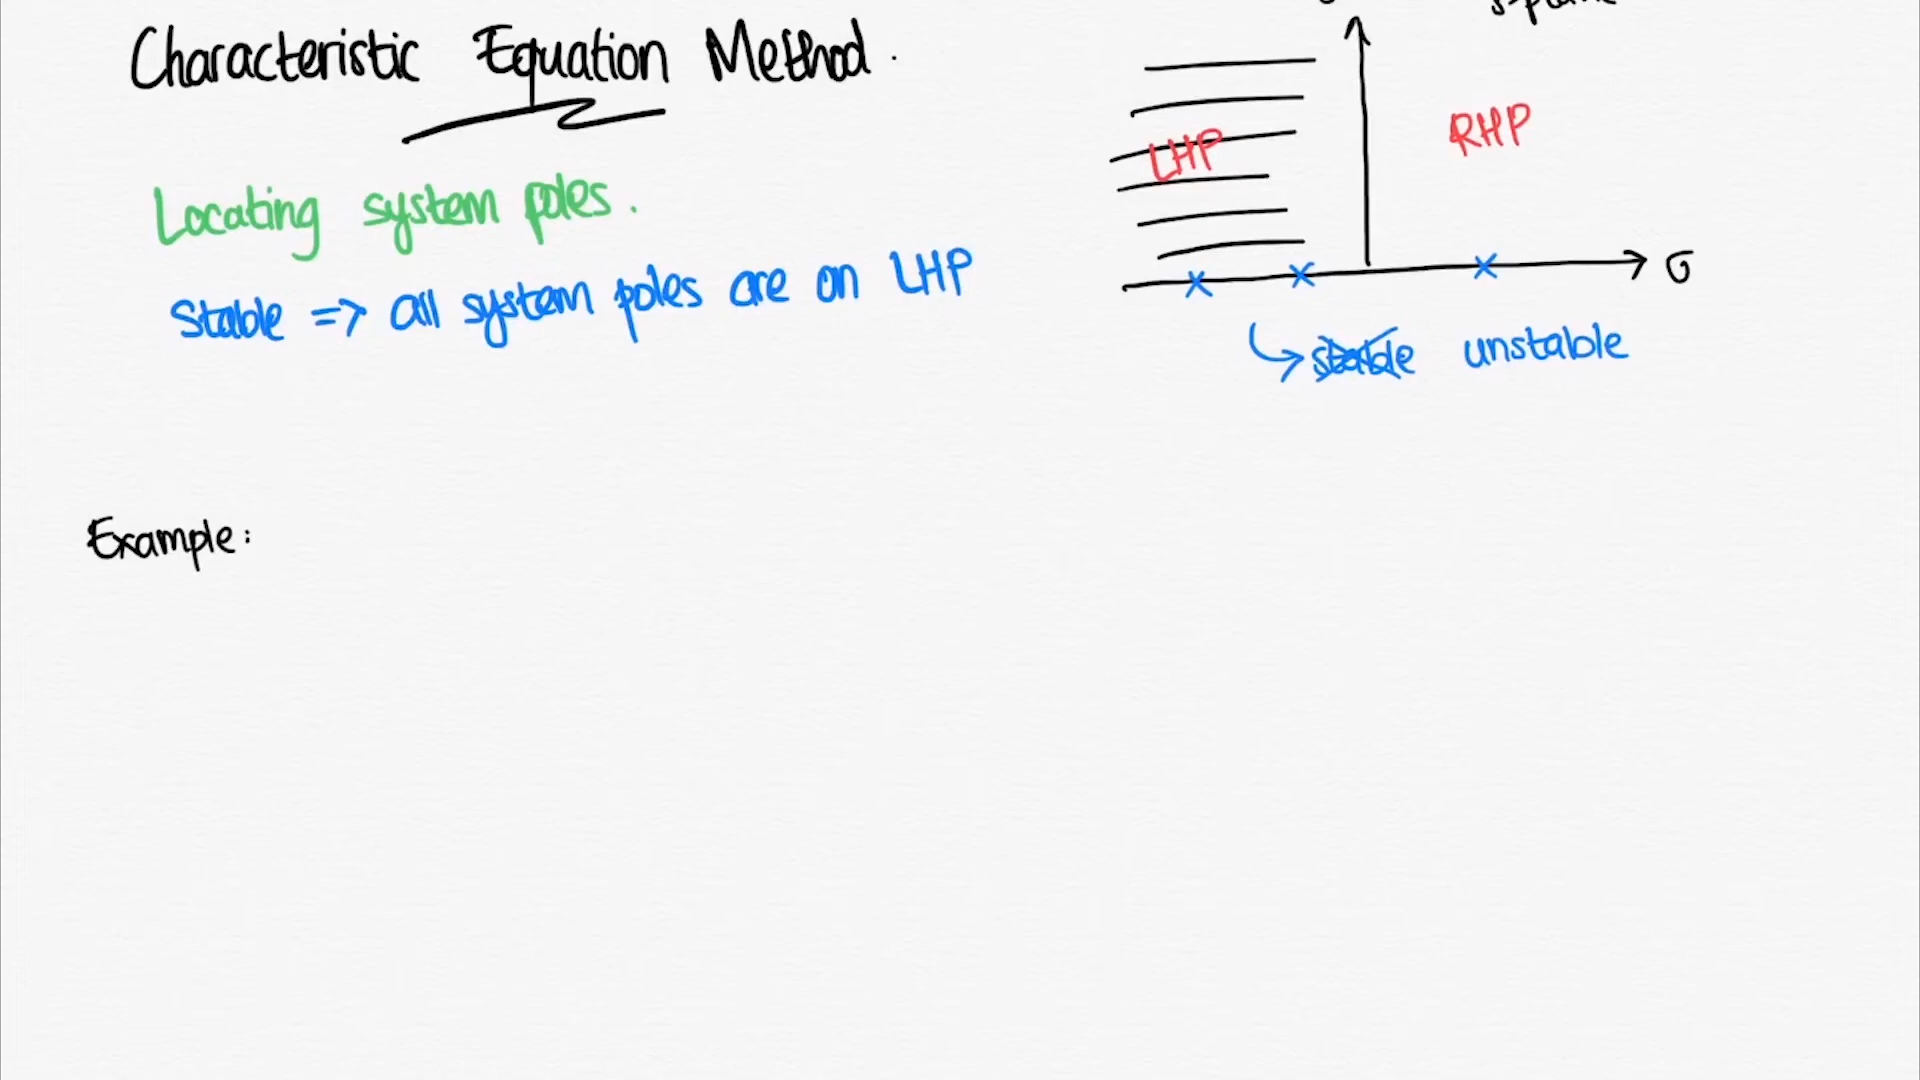 Characteristic Equation Method.
Locating system poles.
Stable => all system poles are on LHP
LHP
RHP
σ
stable unstable
Example: